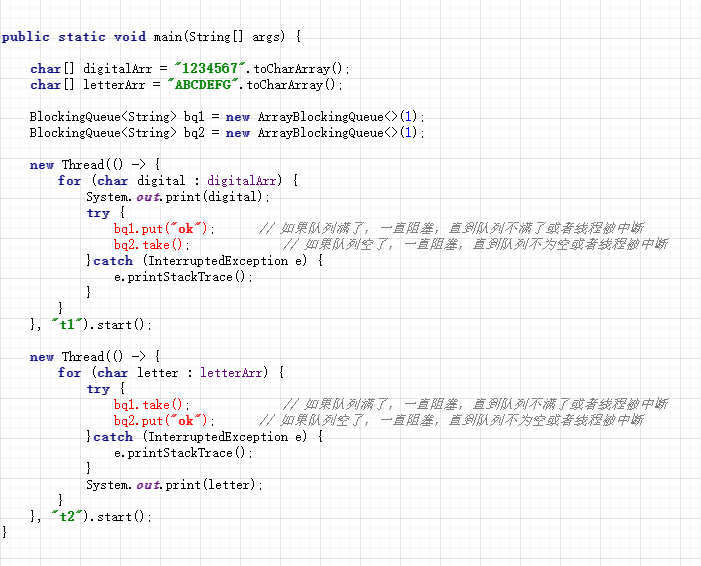 public static void main(String[] args) {
char[] digitalArr = "1234567".toCharArray();
char[] letterArr = "ABCDEFG".toCharArray();
BlockingQueue<String> bq1 = new ArrayBlockingQueue<>(1);
BlockingQueue<String> bq2 = new ArrayBlockingQueue<>(1);
new Thread(() -> {
for (char digital : digitalArr) {
System.out.print(digital);
try {
bq1.put("ok"); // 如果队列满了，一直阻塞，直到队列不满了或者线程被中断
bq2.take(); // 如果队列空了，一直阻塞，直到队列不为空或者线程被中断
}catch (InterruptedException e) {
e.printStackTrace();
}
}
}, "t1").start();
new Thread(() -> {
for (char letter : letterArr) {
try {
bq1.take(); // 如果队列满了，一直阻塞，直到队列不满了或者线程被中断
bq2.put("ok"); // 如果队列空了，一直阻塞，直到队列不为空或者线程被中断
}catch (InterruptedException e) {
e.printStackTrace();
}
System.out.print(letter);
}
}, "t2").start();
}